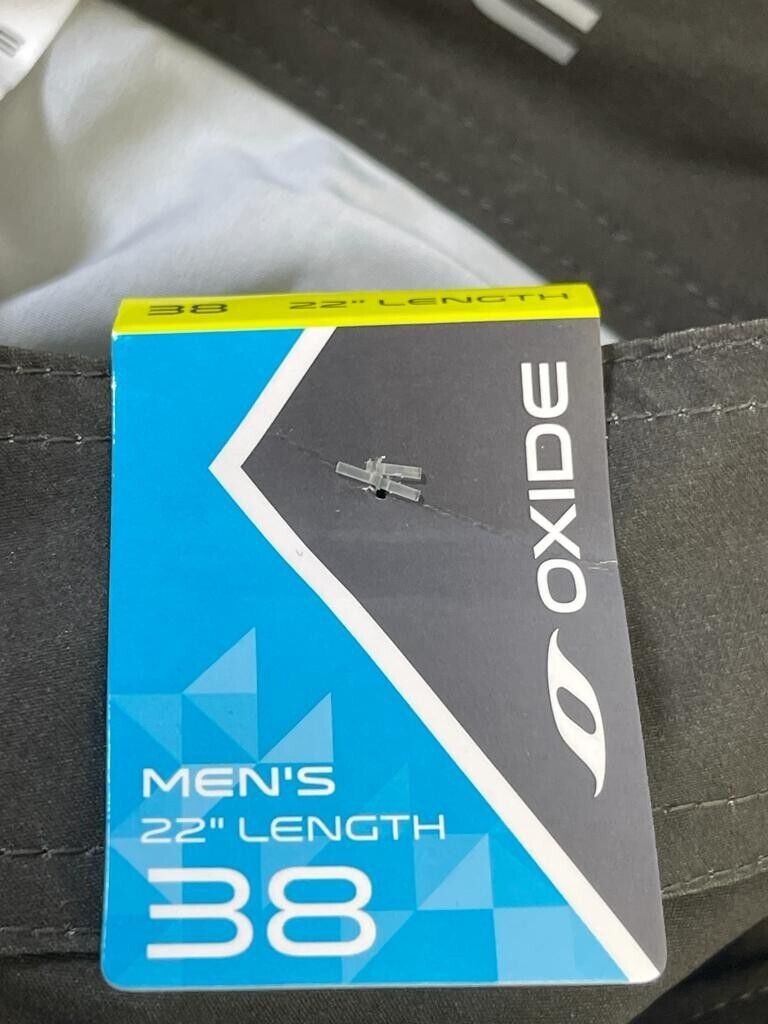 38 22" LENGTH
OXIDE
MEN'S
22" LENGTH
38